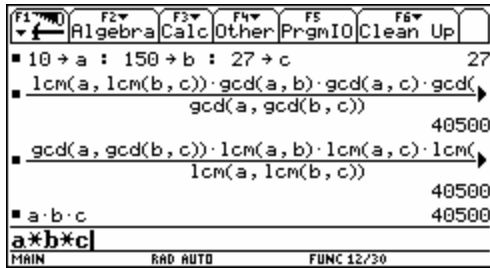 F1 F2 F3 F4 F5 F6
Algebra Calc Other PrgmIO Clean Up
10→a : 150→b : 27→c 27
lcm(a,lcm(b,c))·gcd(a,b)·gcd(a,c)·gcd(
gcd(a,gcd(b,c))
40500
gcd(a,gcd(b,c))·lcm(a,b)·lcm(a,c)·lcm(
lcm(a,lcm(b,c))
40500
a·b·c 40500
a*b*c
MAIN RAD AUTO FUNC 12/30